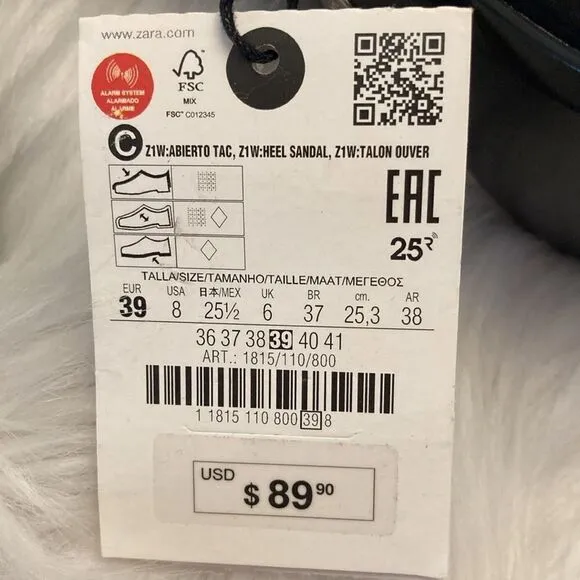 www.zara.com
ALARM SYSTEM
ALARMADO
ALARME
FSC
MIX
FSC™ C012345
C Z1W:ABIERTO TAC, Z1W:HEEL SANDAL, Z1W:TALON OUVER
EAC
25R
TALLA/SIZE/TAMANHO/TAILLE/MAAT/ΜΕΓΕΘΟΣ
EUR USA 日本/MEX UK BR cm. AR
39 8 25½ 6 37 25,3 38
36 37 38 39 40 41
ART.: 1815/110/800
1 1815 110 800 39 8
USD
$ 89 90